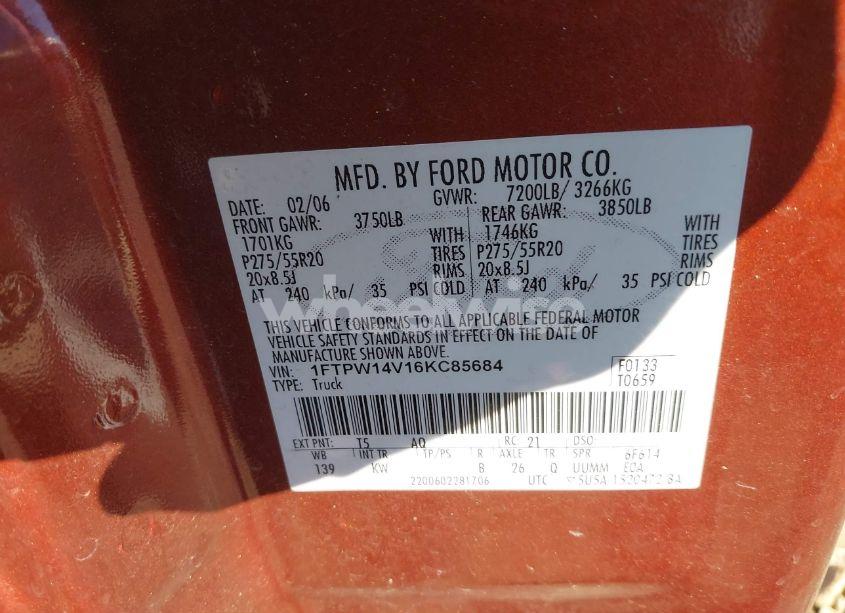 MFD. BY FORD MOTOR CO.
DATE: 02/06 GVWR: 7200LB/ 3266KG
FRONT GAWR: 3750LB REAR GAWR: 3850LB
1701KG WITH 1746KG WITH
P275/55R20 TIRES P275/55R20 TIRES
20x8.5J RIMS 20x8.5J RIMS
AT 240 kPa/ 35 PSI COLD AT 240 kPa/ 35 PSI COLD
wheelwise
THIS VEHICLE CONFORMS TO ALL APPLICABLE FEDERAL MOTOR
VEHICLE SAFETY STANDARDS IN EFFECT ON THE DATE OF
MANUFACTURE SHOWN ABOVE.
VIN: 1FTPW14V16KC85684 F0133
TYPE: Truck T0659
EXT PNT: T5 AQ RC: 21 DSO:
WB INT TR TP/PS R AXLE TR SPR 6F614
139 KW B 26 Q UUMM EOA
2200602281706 UTC